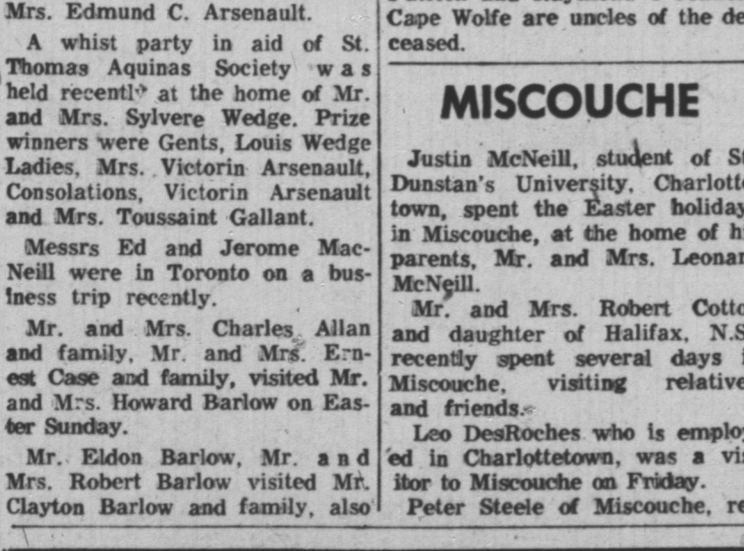 Mrs. Edmund C. Arsenault.
A whist party in aid of St.
Thomas Aquinas Society was
held recently at the home of Mr.
and Mrs. Sylvere Wedge. Prize
winners were Gents, Louis Wedge
Ladies, Mrs. Victorin Arsenault,
Consolations, Victorin Arsenault
and Mrs. Toussaint Gallant.
Messrs Ed and Jerome Mac-
Neill were in Toronto on a bus-
iness trip recently.
Mr. and Mrs. Charles Allan
and family, Mr. and Mrs. Ern-
est Case and family, visited Mr.
and Mrs. Howard Barlow on Eas-
ter Sunday.
Mr. Eldon Barlow, Mr. and
Mrs. Robert Barlow visited Mr.
Clayton Barlow and family, also
Cape Wolfe are uncles of the de
ceased.
MISCOUCHE
Justin McNeill, student of S
Dunstan's University, Charlotte
town, spent the Easter holiday
in Miscouche, at the home of h
parents, Mr. and Mrs. Leonar
McNeill.
Mr. and Mrs. Robert Cotto
and daughter of Halifax, N.S
recently spent several days i
Miscouche, visiting relative
and friends.
Leo DesRoches who is employ
ed in Charlottetown, was a vis
itor to Miscouche on Friday.
Peter Steele of Miscouche, re